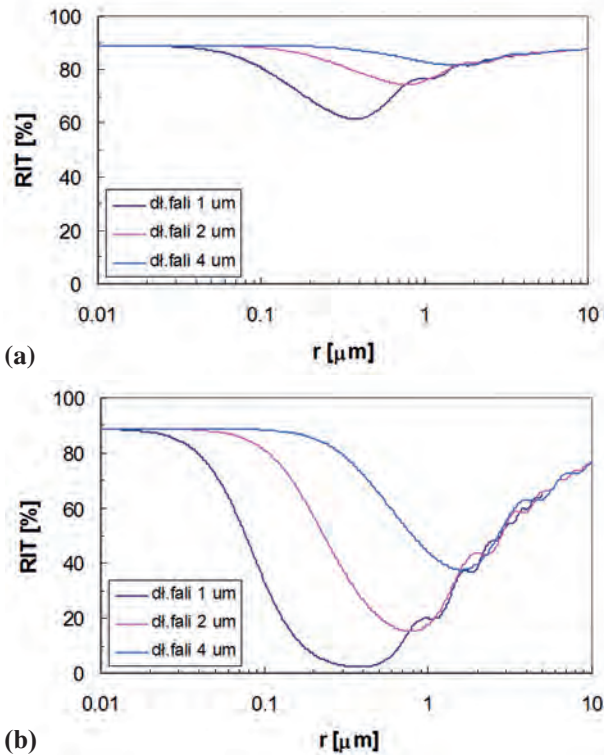 100
80
60
40
20
0
RIT [%]
dł.fali 1 um
dł.fali 2 um
dł.fali 4 um
0.01
0.1
1
10
r [μm]
(a)
100
80
60
40
20
0
RIT [%]
dł.fali 1 um
dł.fali 2 um
dł.fali 4 um
0.01
0.1
1
10
r [μm]
(b)